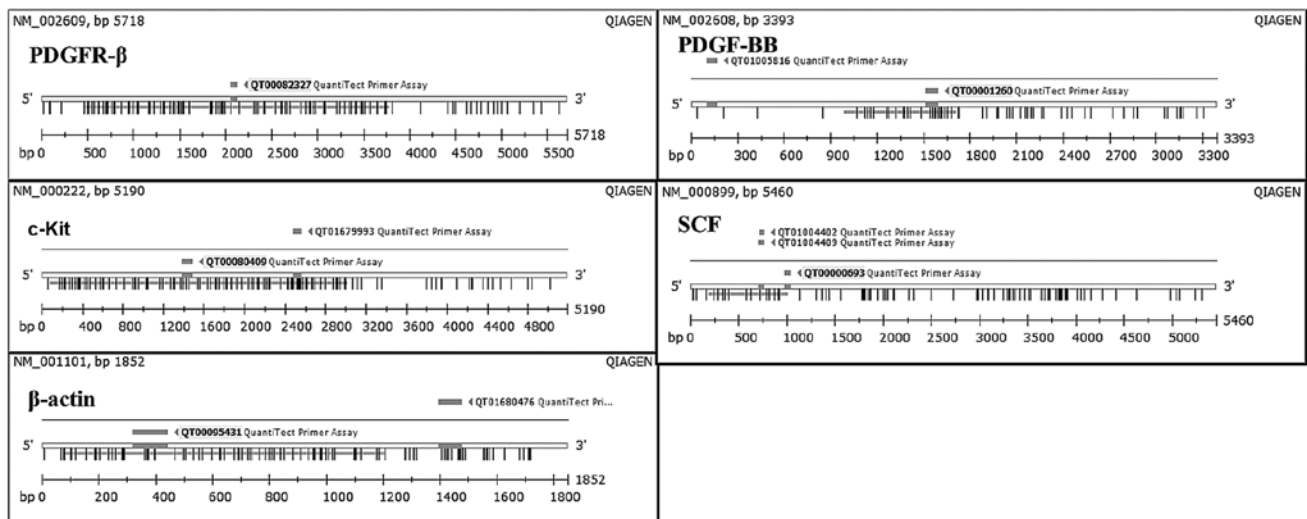 NM_002609, bp 5718 QIAGEN
PDGFR-β
QT00082327 QuantiTect Primer Assay
5' 3'
5718
bp 0 500 1000 1500 2000 2500 3000 3500 4000 4500 5000 5500
NM_002608, bp 3393 QIAGEN
PDGF-BB
QT01005816 QuantiTect Primer Assay
QT00001260 QuantiTect Primer Assay
5' 3'
3393
bp 0 300 600 900 1200 1500 1800 2100 2400 2700 3000 3300
NM_000222, bp 5190 QIAGEN
c-Kit
QT01679993 QuantiTect Primer Assay
QT00080409 QuantiTect Primer Assay
5' 3'
5190
bp 0 400 800 1200 1600 2000 2400 2800 3200 3600 4000 4400 4800
NM_000899, bp 5460 QIAGEN
SCF
QT01004402 QuantiTect Primer Assay
QT01004409 QuantiTect Primer Assay
QT00000693 QuantiTect Primer Assay
5' 3'
5460
bp 0 500 1000 1500 2000 2500 3000 3500 4000 4500 5000
NM_001101, bp 1852 QIAGEN
β-actin
QT01680476 QuantiTect Pri...
QT00095431 QuantiTect Primer Assay
5' 3'
1852
bp 0 200 400 600 800 1000 1200 1400 1600 1800